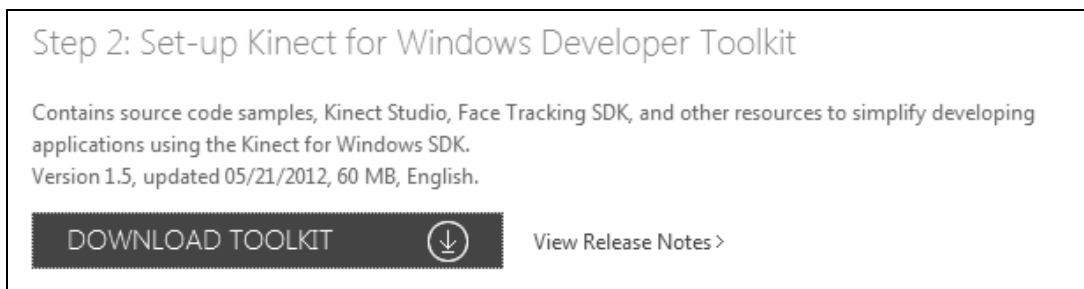 Step 2: Set-up Kinect for Windows Developer Toolkit
Contains source code samples, Kinect Studio, Face Tracking SDK, and other resources to simplify developing
applications using the Kinect for Windows SDK.
Version 1.5, updated 05/21/2012, 60 MB, English.
DOWNLOAD TOOLKIT View Release Notes >